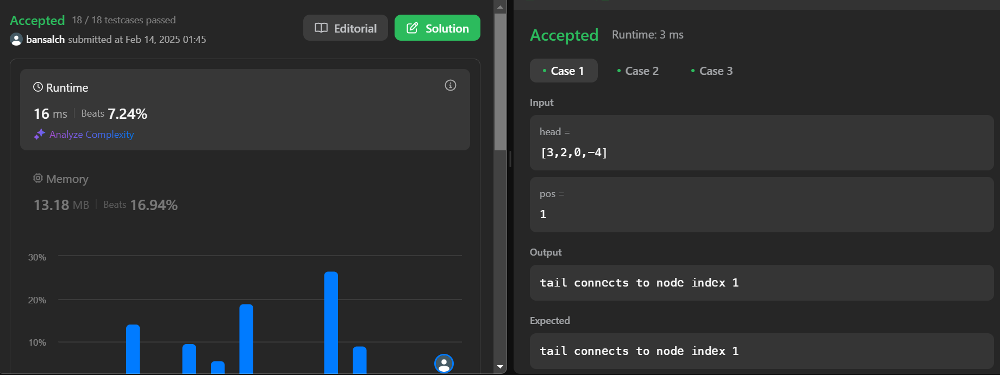 Accepted 18 / 18 testcases passed
bansalch submitted at Feb 14, 2025 01:45
Editorial
Solution
Runtime
16 ms Beats 7.24%
Analyze Complexity
Memory
13.18 MB Beats 16.94%
30%
20%
10%
Accepted Runtime: 3 ms
Case 1 Case 2 Case 3
Input
head =
[3,2,0,-4]
pos =
1
Output
tail connects to node index 1
Expected
tail connects to node index 1